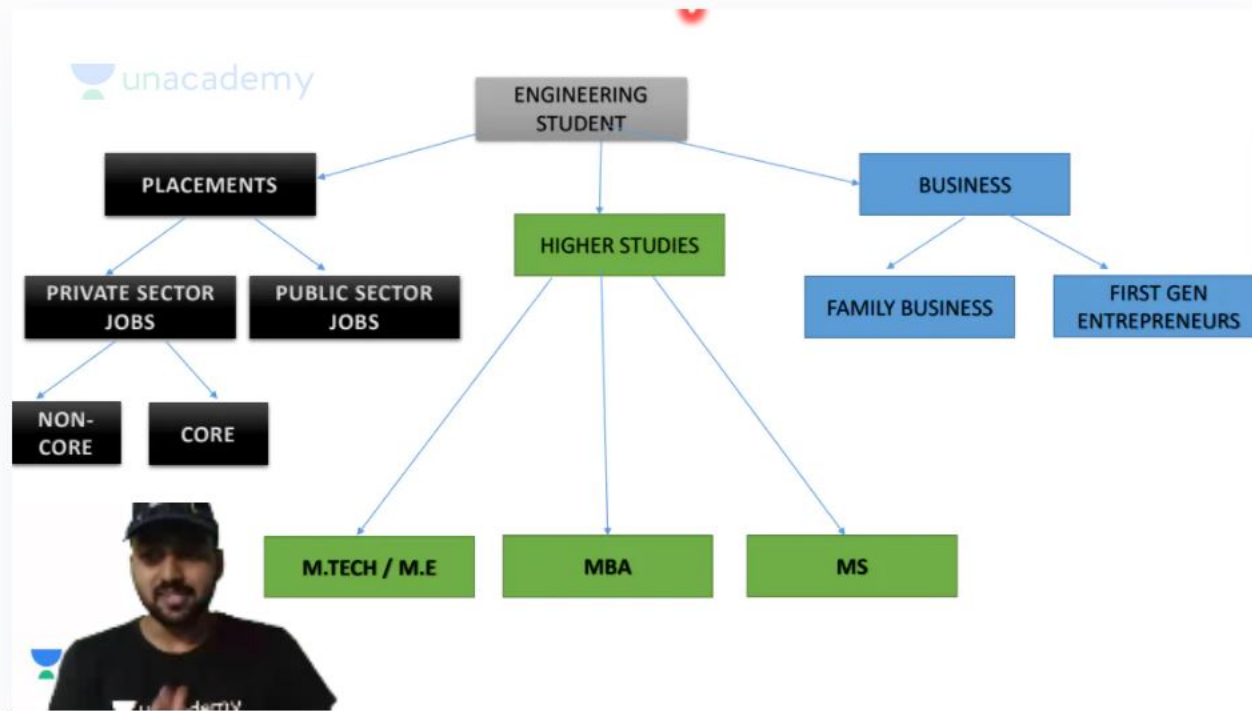 unacademy
ENGINEERING
STUDENT
PLACEMENTS
BUSINESS
HIGHER STUDIES
PRIVATE SECTOR
JOBS
PUBLIC SECTOR
JOBS
FAMILY BUSINESS
FIRST GEN
ENTREPRENEURS
NON-
CORE
CORE
M.TECH / M.E
MBA
MS